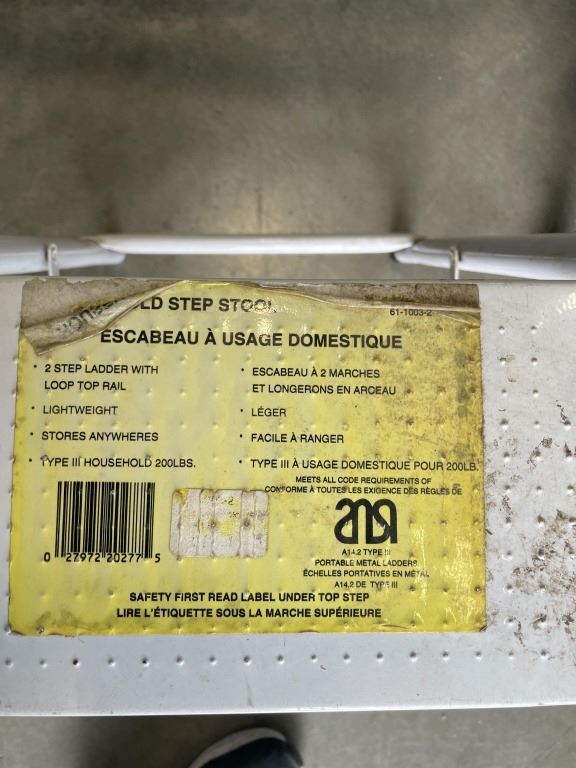 LD STEP STOOL
61-1003-2
ESCABEAU À USAGE DOMESTIQUE
• 2 STEP LADDER WITH
LOOP TOP RAIL
• LIGHTWEIGHT
• STORES ANYWHERES
• TYPE III HOUSEHOLD 200LBS.
• ESCABEAU À 2 MARCHES
ET LONGERONS EN ARCEAU
• LÉGER
• FACILE À RANGER
• TYPE III À USAGE DOMESTIQUE POUR 200LB.
MEETS ALL CODE REQUIREMENTS OF
CONFORME À TOUTES LES EXIGENCE DES RÈGLES DE
ANSI
A14.2 TYPE III
PORTABLE METAL LADDERS
ÉCHELLES PORTATIVES EN MÉTAL
A14.2 DE TYPE III
0 27972 20277 5
SAFETY FIRST READ LABEL UNDER TOP STEP
LIRE L'ÉTIQUETTE SOUS LA MARCHE SUPÉRIEURE